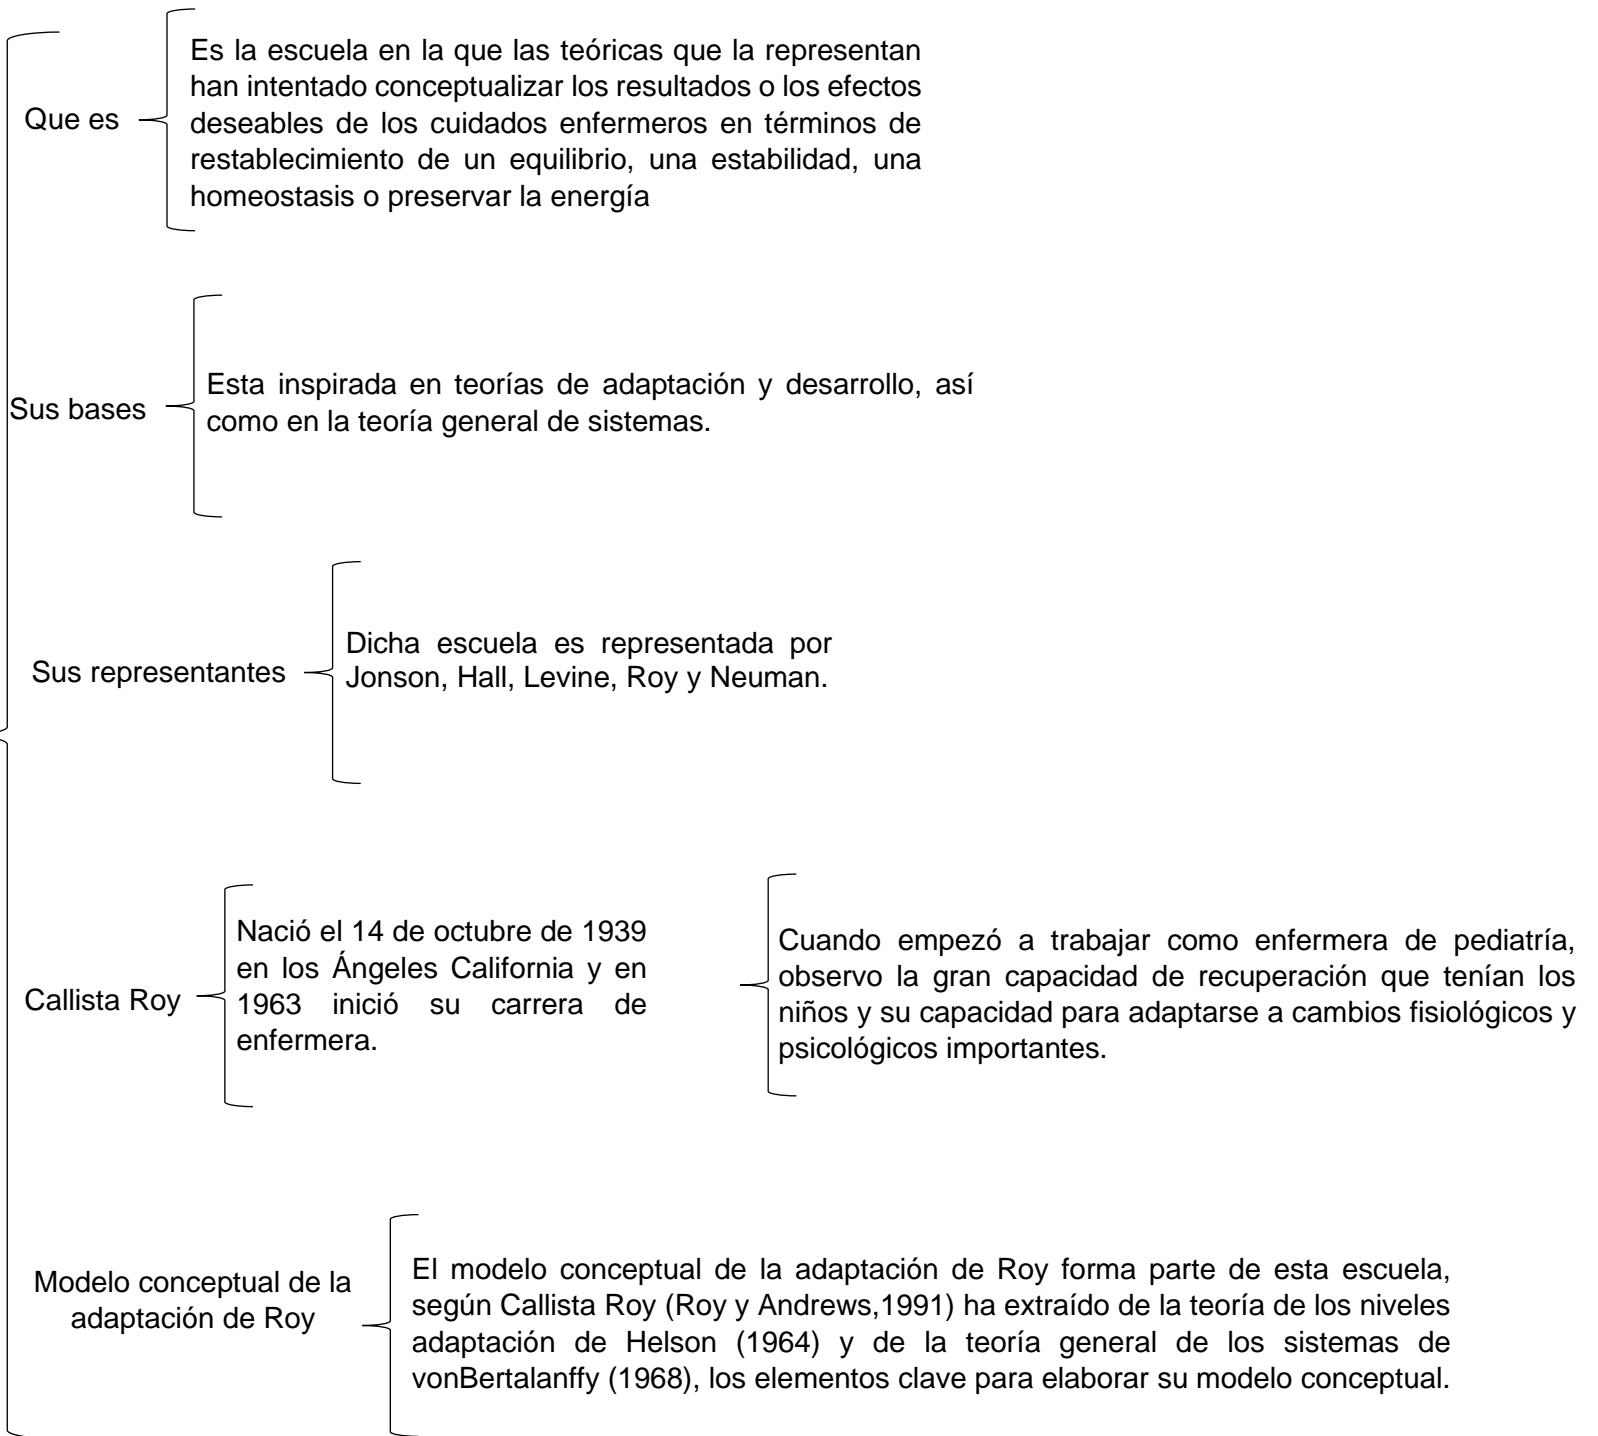 Que es
Es la escuela en la que las teóricas que la representan
han intentado conceptualizar los resultados o los efectos
deseables de los cuidados enfermeros en términos de
restablecimiento de un equilibrio, una estabilidad, una
homeostasis o preservar la energía
Sus bases
Esta inspirada en teorías de adaptación y desarrollo, así
como en la teoría general de sistemas.
Sus representantes
Dicha escuela es representada por
Jonson, Hall, Levine, Roy y Neuman.
Callista Roy
Nació el 14 de octubre de 1939
en los Ángeles California y en
1963 inició su carrera de
enfermera.
Cuando empezó a trabajar como enfermera de pediatría,
observo la gran capacidad de recuperación que tenían los
niños y su capacidad para adaptarse a cambios fisiológicos y
psicológicos importantes.
Modelo conceptual de la
adaptación de Roy
El modelo conceptual de la adaptación de Roy forma parte de esta escuela,
según Callista Roy (Roy y Andrews,1991) ha extraído de la teoría de los niveles
adaptación de Helson (1964) y de la teoría general de los sistemas de
vonBertalanffy (1968), los elementos clave para elaborar su modelo conceptual.